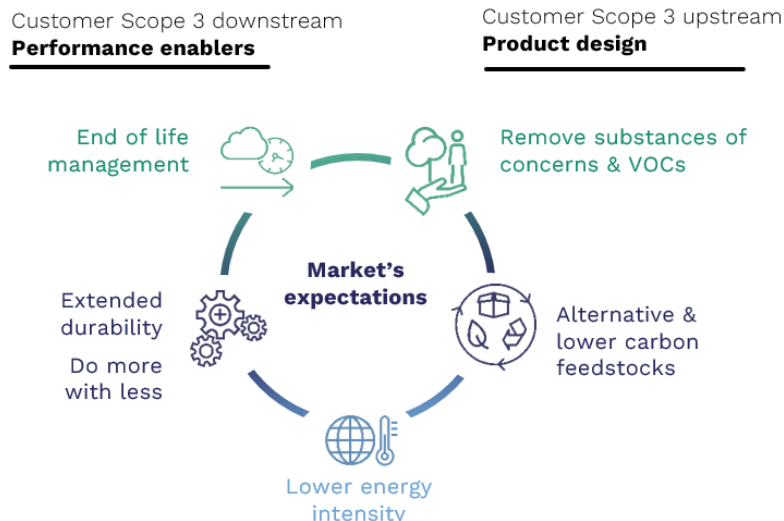 Customer Scope 3 downstream
Performance enablers
Customer Scope 3 upstream
Product design
End of life
management
Remove substances of
concerns & VOCs
Market’s
expectations
Extended
durability
Do more
with less
Alternative &
lower carbon
feedstocks
Lower energy
intensity